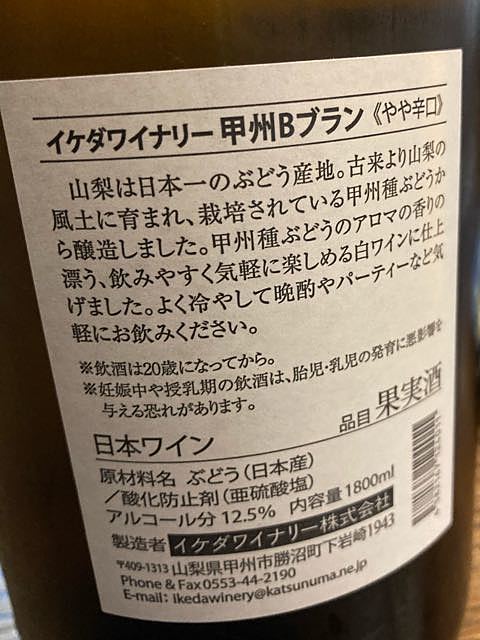 イケダワイナリー 甲州Bブラン《やや辛口》
山梨は日本一のぶどう産地。古来より山梨の
風土に育まれ、栽培されている甲州種ぶどうか
ら醸造しました。甲州種ぶどうのアロマの香りの
漂う、飲みやすく気軽に楽しめる白ワインに仕上
げました。よく冷やして晩酌やパーティーなど気
軽にお飲みください。
※飲酒は20歳になってから。
※妊娠中や授乳期の飲酒は、胎児・乳児の発育に悪影響を
与える恐れがあります。
品目 果実酒
日本ワイン
原材料名 ぶどう（日本産）
／酸化防止剤（亜硫酸塩）
アルコール分 12.5% 内容量 1800ml
製造者 イケダワイナリー株式会社
〒409-1313 山梨県甲州市勝沼町下岩崎1943
Phone & Fax 0553-44-2190
E-mail: ikedawinery@katsunuma.ne.jp